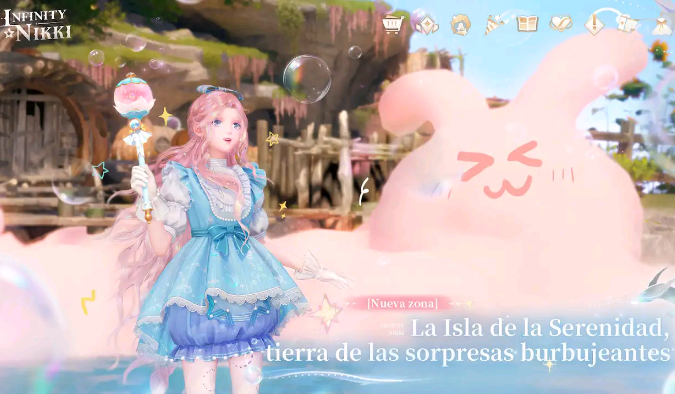 INFINITY
NIKKI
[Nueva zona]
La Isla de la Serenidad,
tierra de las sorpresas burbujeantes